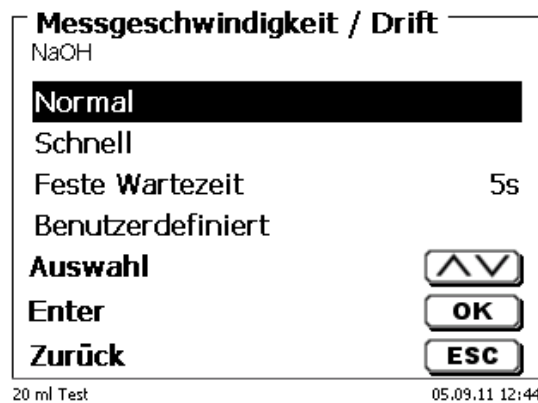 Messgeschwindigkeit / Drift
NaOH
Normal
Schnell
Feste Wartezeit 5s
Benutzerdefiniert
Auswahl
Enter OK
Zurück ESC
20 ml Test 05.09.11 12:44